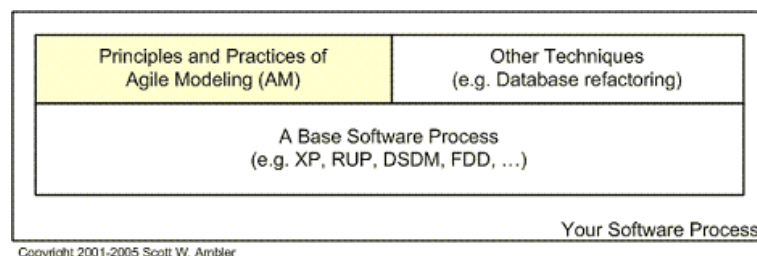 Principles and Practices of
Agile Modeling (AM)
Other Techniques
(e.g. Database refactoring)
A Base Software Process
(e.g. XP, RUP, DSDM, FDD, …)
Your Software Process
Copyright 2001-2005 Scott W. Ambler